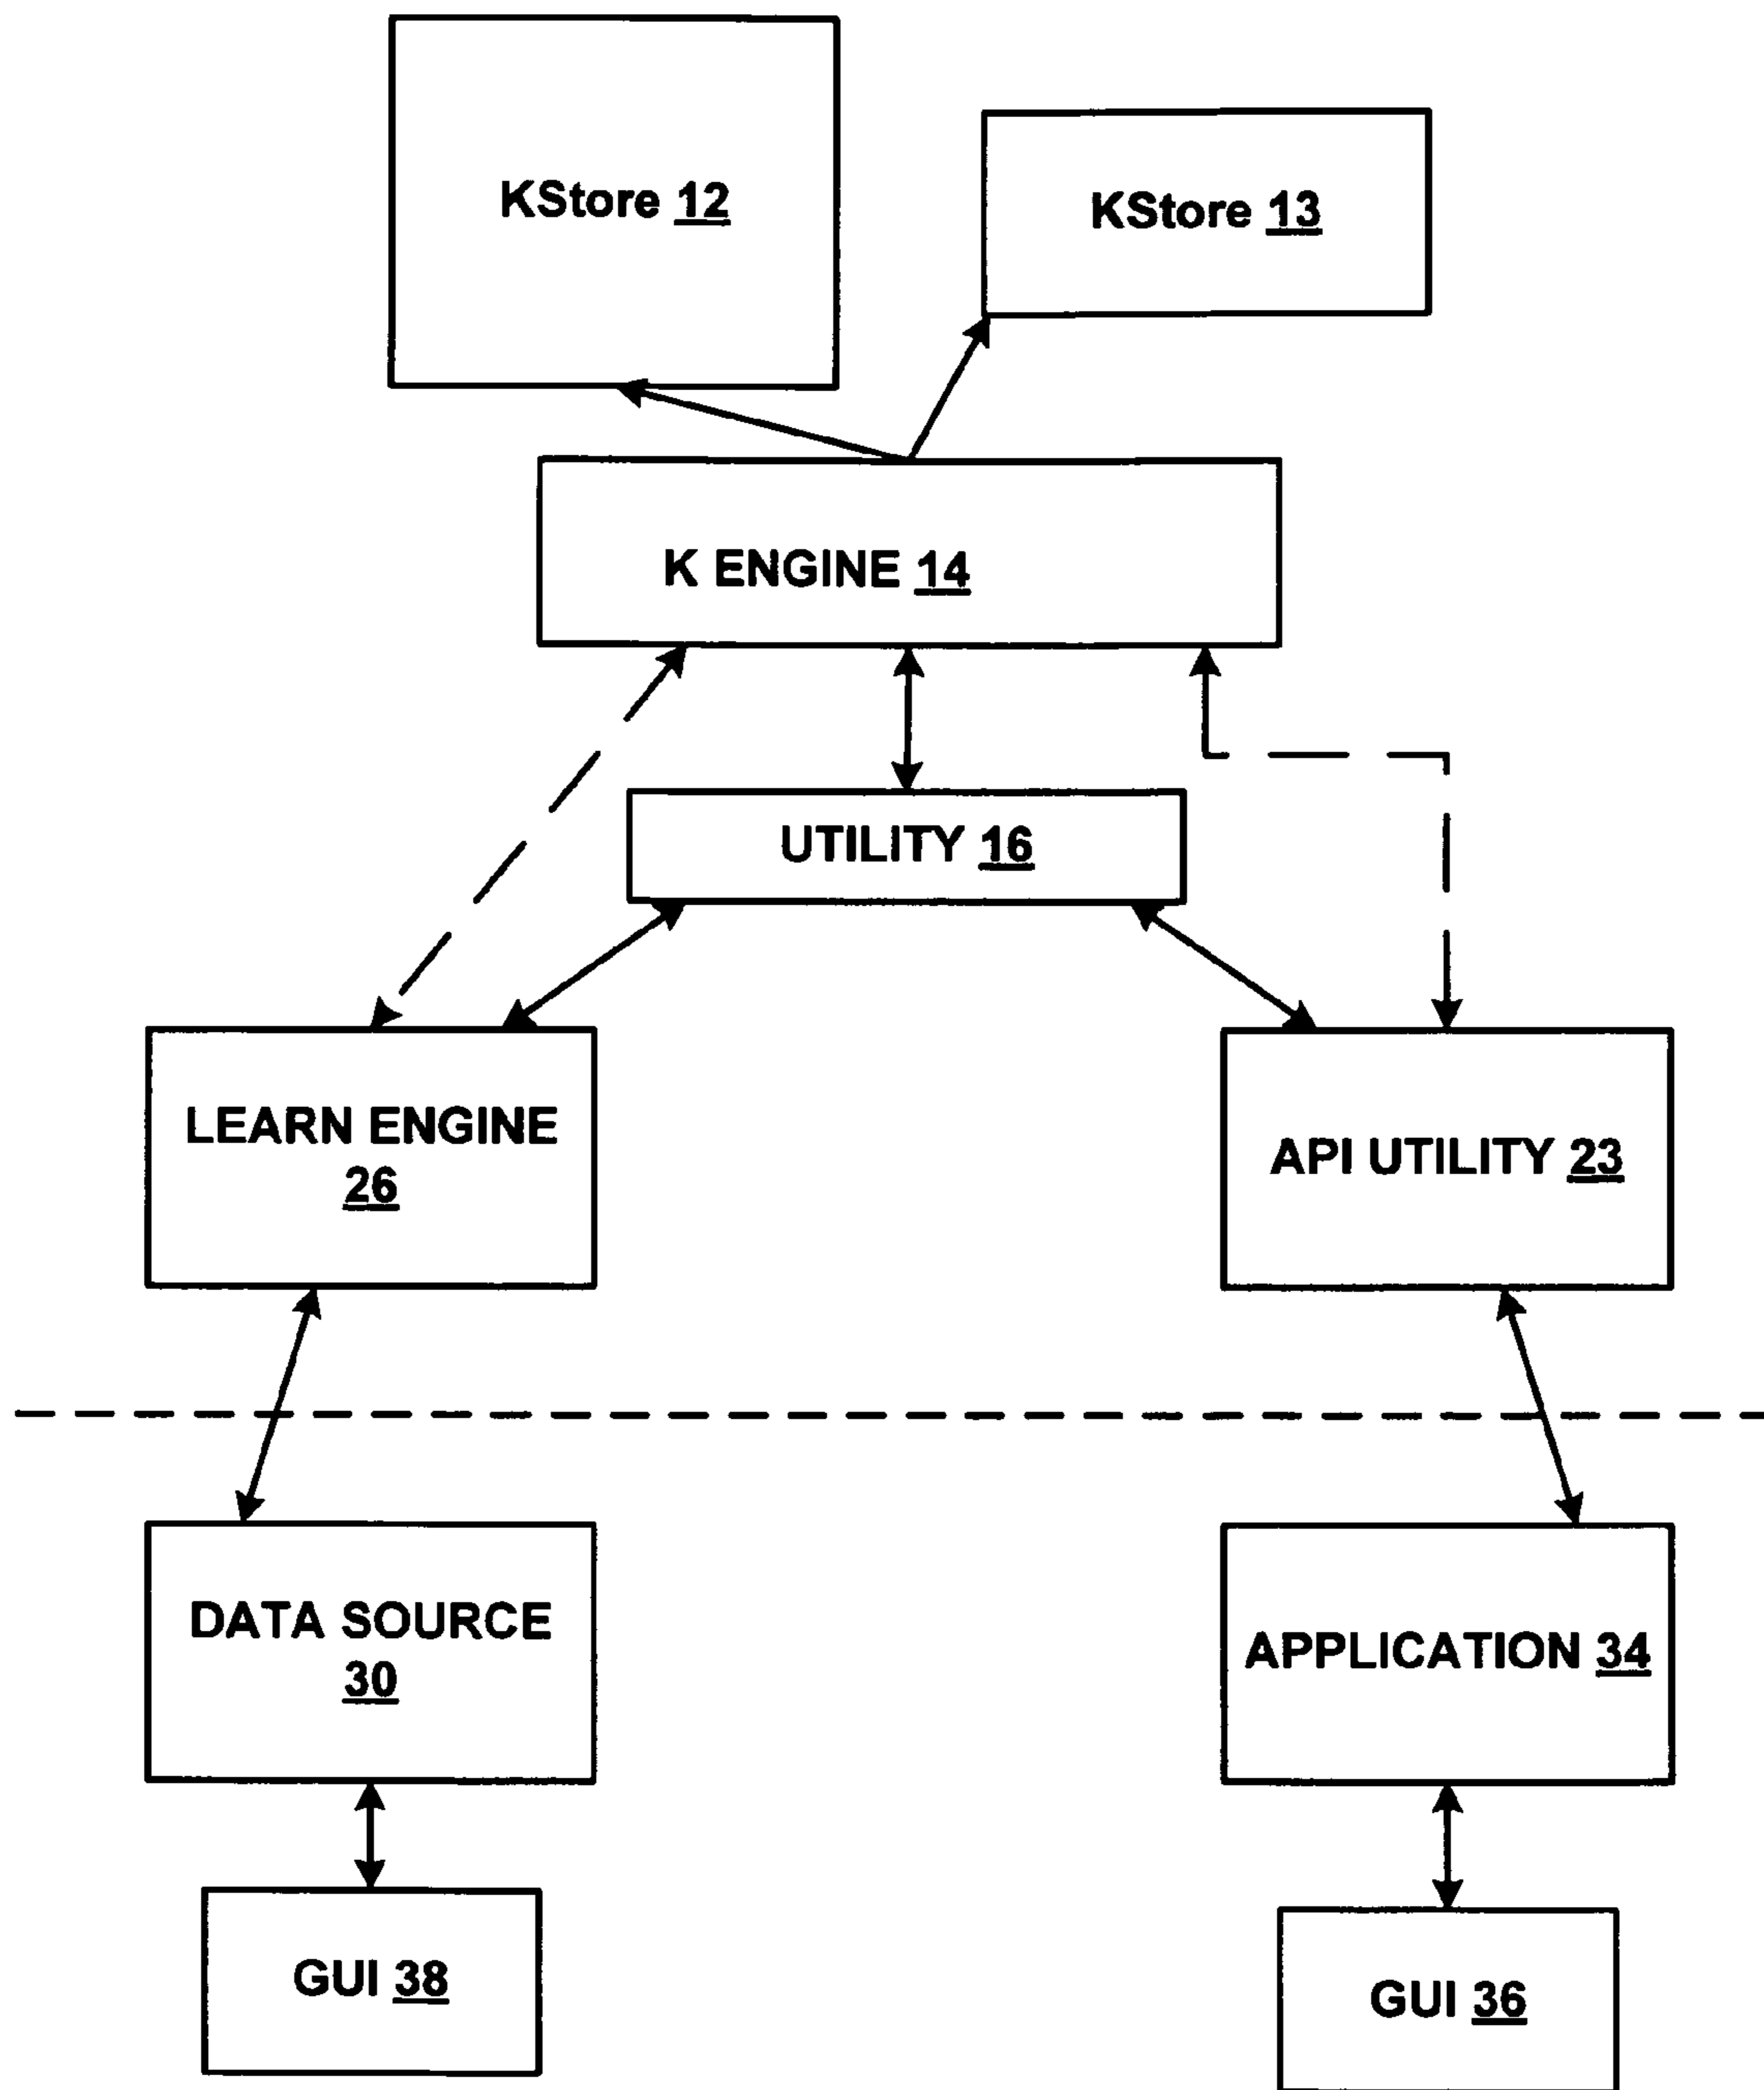 KStore 12
KStore 13
K ENGINE 14
UTILITY 16
LEARN ENGINE
26
API UTILITY 23
DATA SOURCE
30
APPLICATION 34
GUI 38
GUI 36